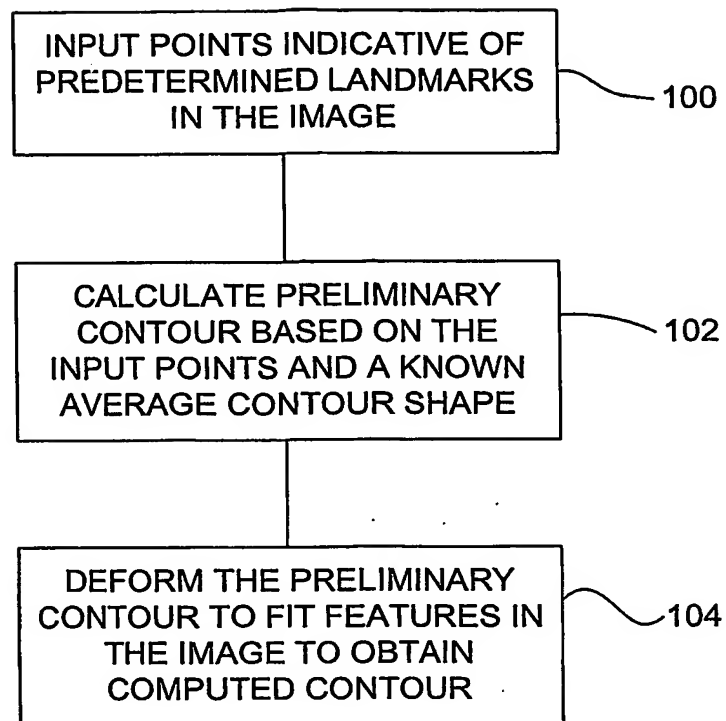 INPUT POINTS INDICATIVE OF
PREDETERMINED LANDMARKS
IN THE IMAGE
100
CALCULATE PRELIMINARY
CONTOUR BASED ON THE
INPUT POINTS AND A KNOWN
AVERAGE CONTOUR SHAPE
102
DEFORM THE PRELIMINARY
CONTOUR TO FIT FEATURES IN
THE IMAGE TO OBTAIN
COMPUTED CONTOUR
104